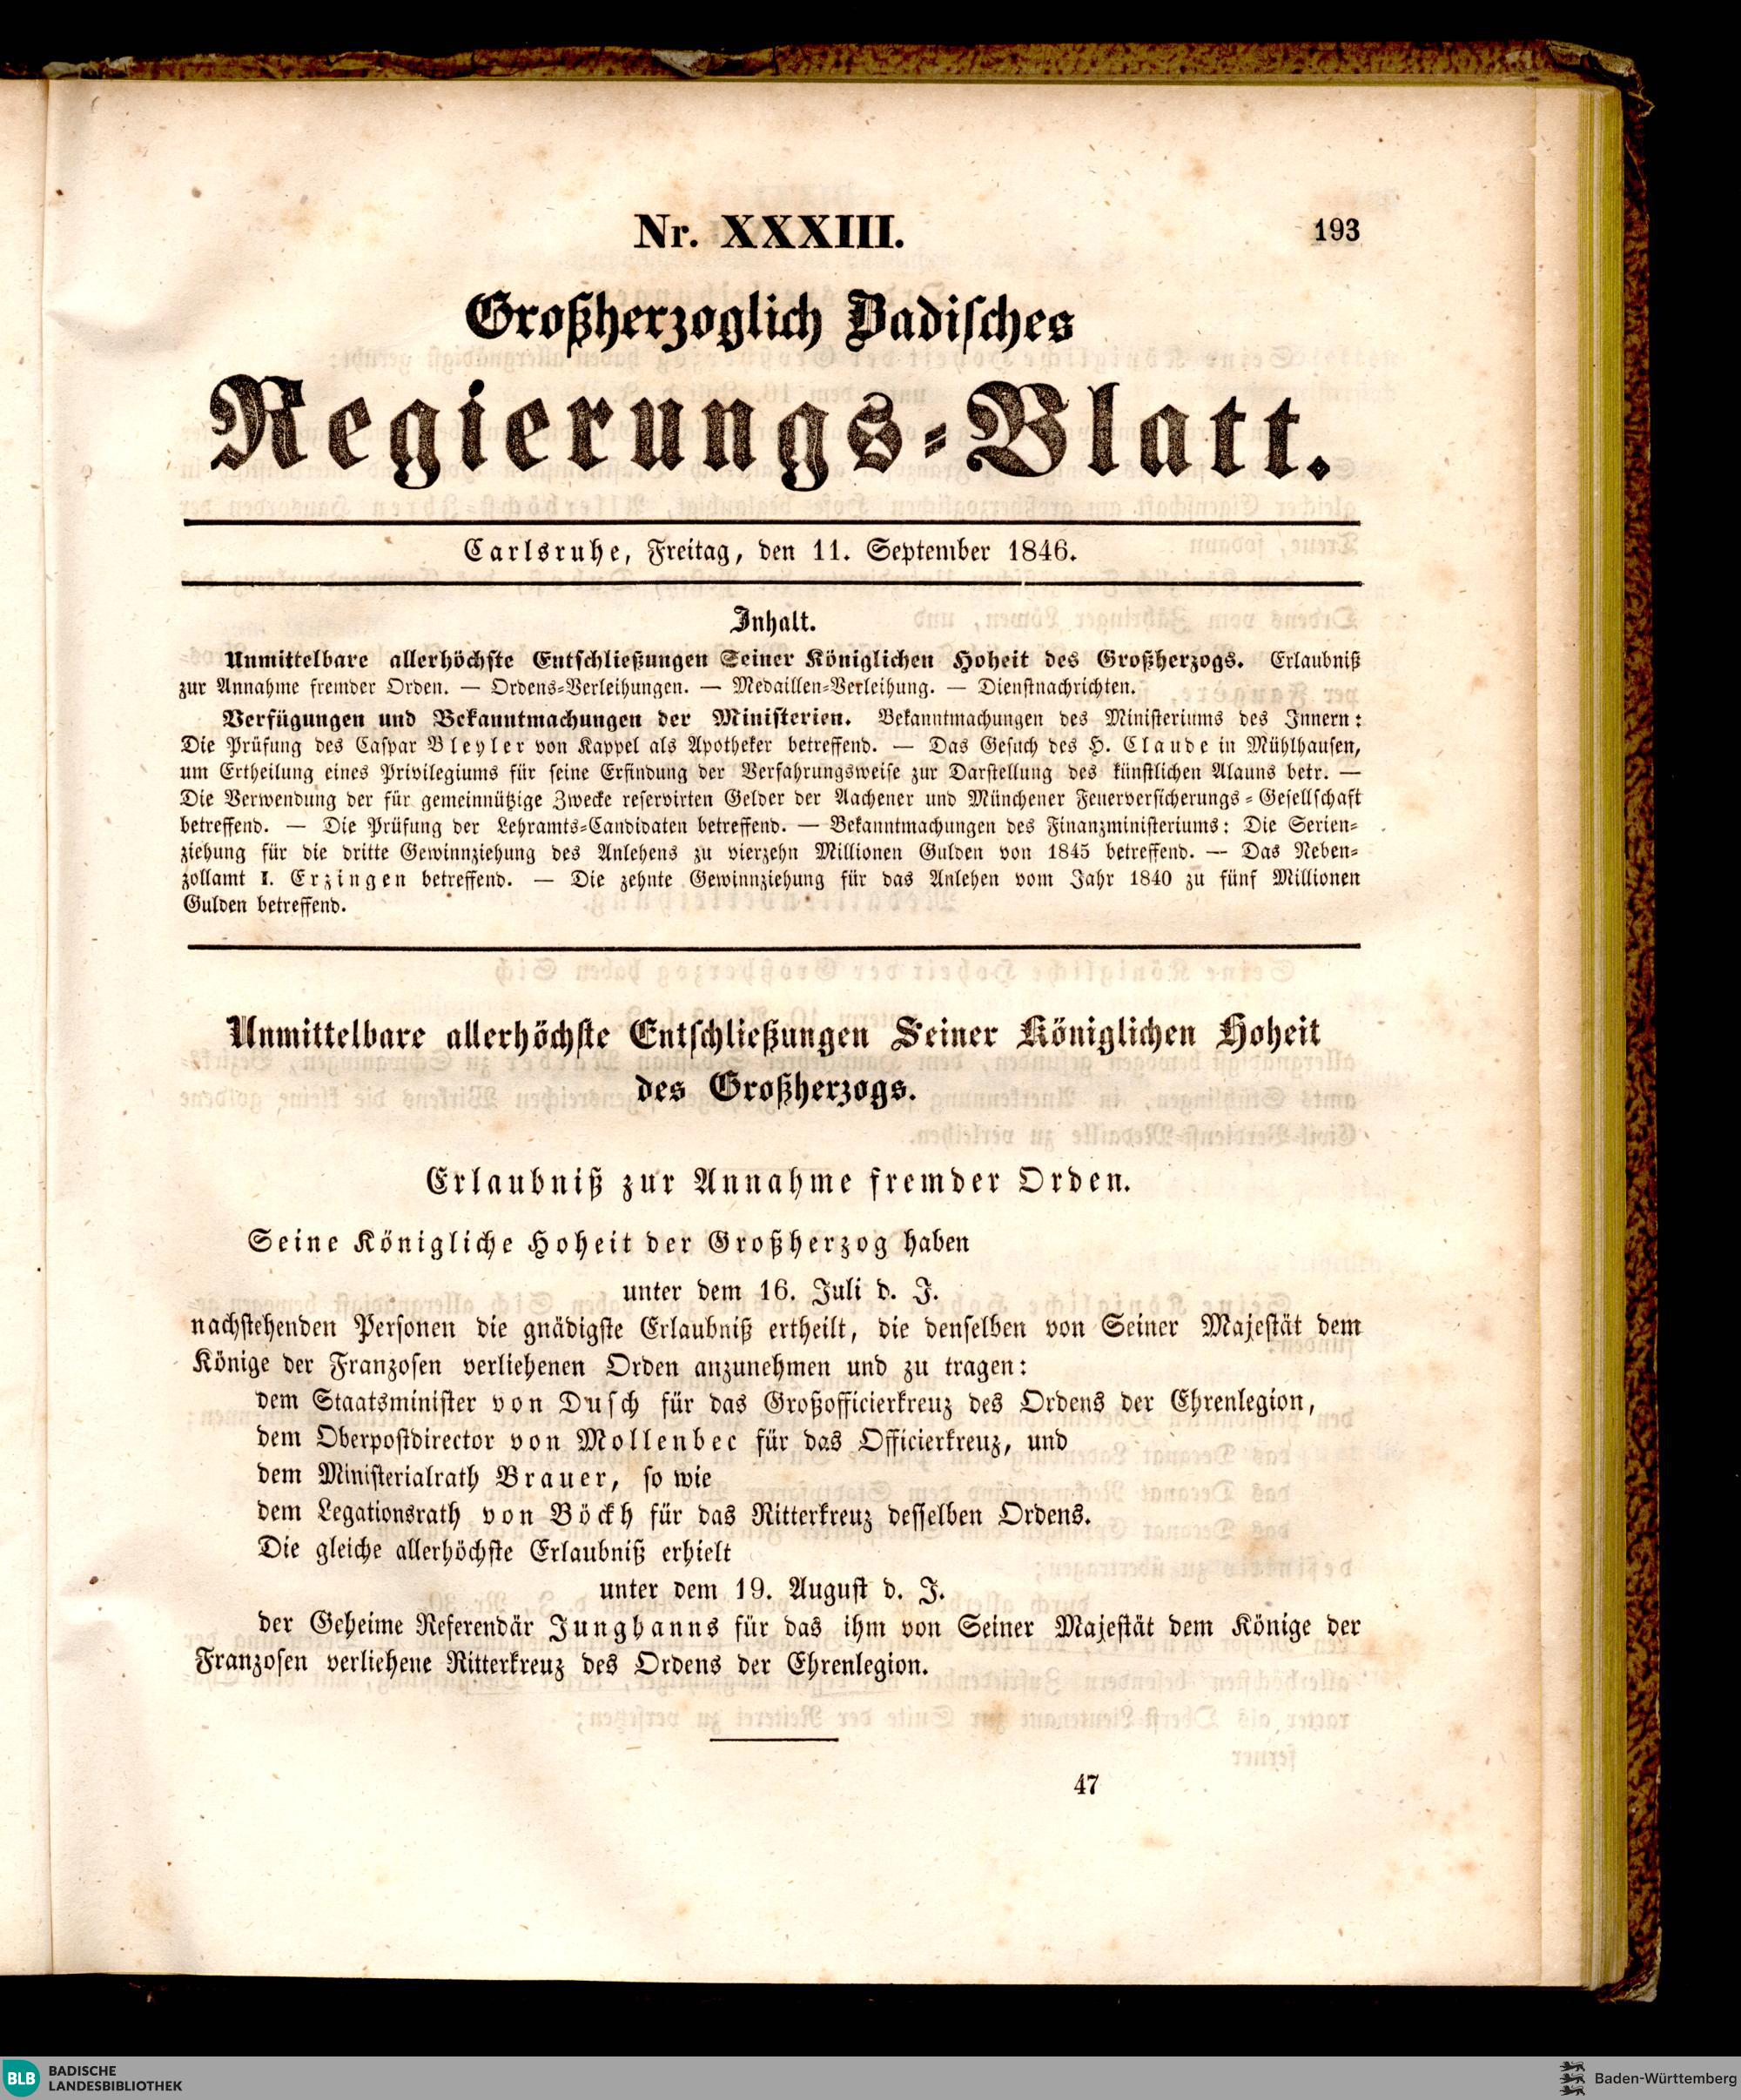 Nr. XXXIII.
193
Großherzoglich Badisches
Regierungs-Blatt.
Carlsruhe, Freitag, den 11. September 1846.
Inhalt.
Unmittelbare allerhöchste Entschließungen Seiner Königlichen Hoheit des Großherzogs. Erlaubniß
zur Annahme fremder Orden. — Ordens-Verleihungen. — Medaillen-Verleihung. — Dienstnachrichten.
Verfügungen und Bekanntmachungen der Ministerien. Bekanntmachungen des Ministeriums des Innern:
Die Prüfung des Caspar Bleyler von Kappel als Apotheker betreffend. — Das Gesuch des H. Claude in Mühlhausen,
um Ertheilung eines Privilegiums für seine Erfindung der Verfahrungsweise zur Darstellung des künstlichen Alauns betr. —
Die Verwendung der für gemeinnützige Zwecke reservirten Gelder der Aachener und Münchener Feuerversicherungs-Gesellschaft
betreffend. — Die Prüfung der Lehramts-Candidaten betreffend. — Bekanntmachungen des Finanzministeriums: Die Serien-
ziehung für die dritte Gewinnziehung des Anlehens zu vierzehn Millionen Gulden von 1845 betreffend. — Das Neben-
zollamt I. Erzingen betreffend. — Die zehnte Gewinnziehung für das Anlehen vom Jahr 1840 zu fünf Millionen
Gulden betreffend.
Unmittelbare allerhöchste Entschließungen Seiner Königlichen Hoheit
des Großherzogs.
Erlaubniß zur Annahme fremder Orden.
Seine Königliche Hoheit der Großherzog haben
unter dem 16. Juli d. J.
nachstehenden Personen die gnädigste Erlaubniß ertheilt, die denselben von Seiner Majestät dem
Könige der Franzosen verliehenen Orden anzunehmen und zu tragen:
dem Staatsminister von Dusch für das Großofficierkreuz des Ordens der Ehrenlegion,
dem Oberpostdirector von Mollenbec für das Officierkreuz, und
dem Ministerialrath Brauer, so wie
dem Legationsrath von Böckh für das Ritterkreuz desselben Ordens.
Die gleiche allerhöchste Erlaubniß erhielt
unter dem 19. August d. J.
der Geheime Referendär Junghanns für das ihm von Seiner Majestät dem Könige der
Franzosen verliehene Ritterkreuz des Ordens der Ehrenlegion.
47
BLB BADISCHE
LANDESBIBLIOTHEK
Baden-Württemberg